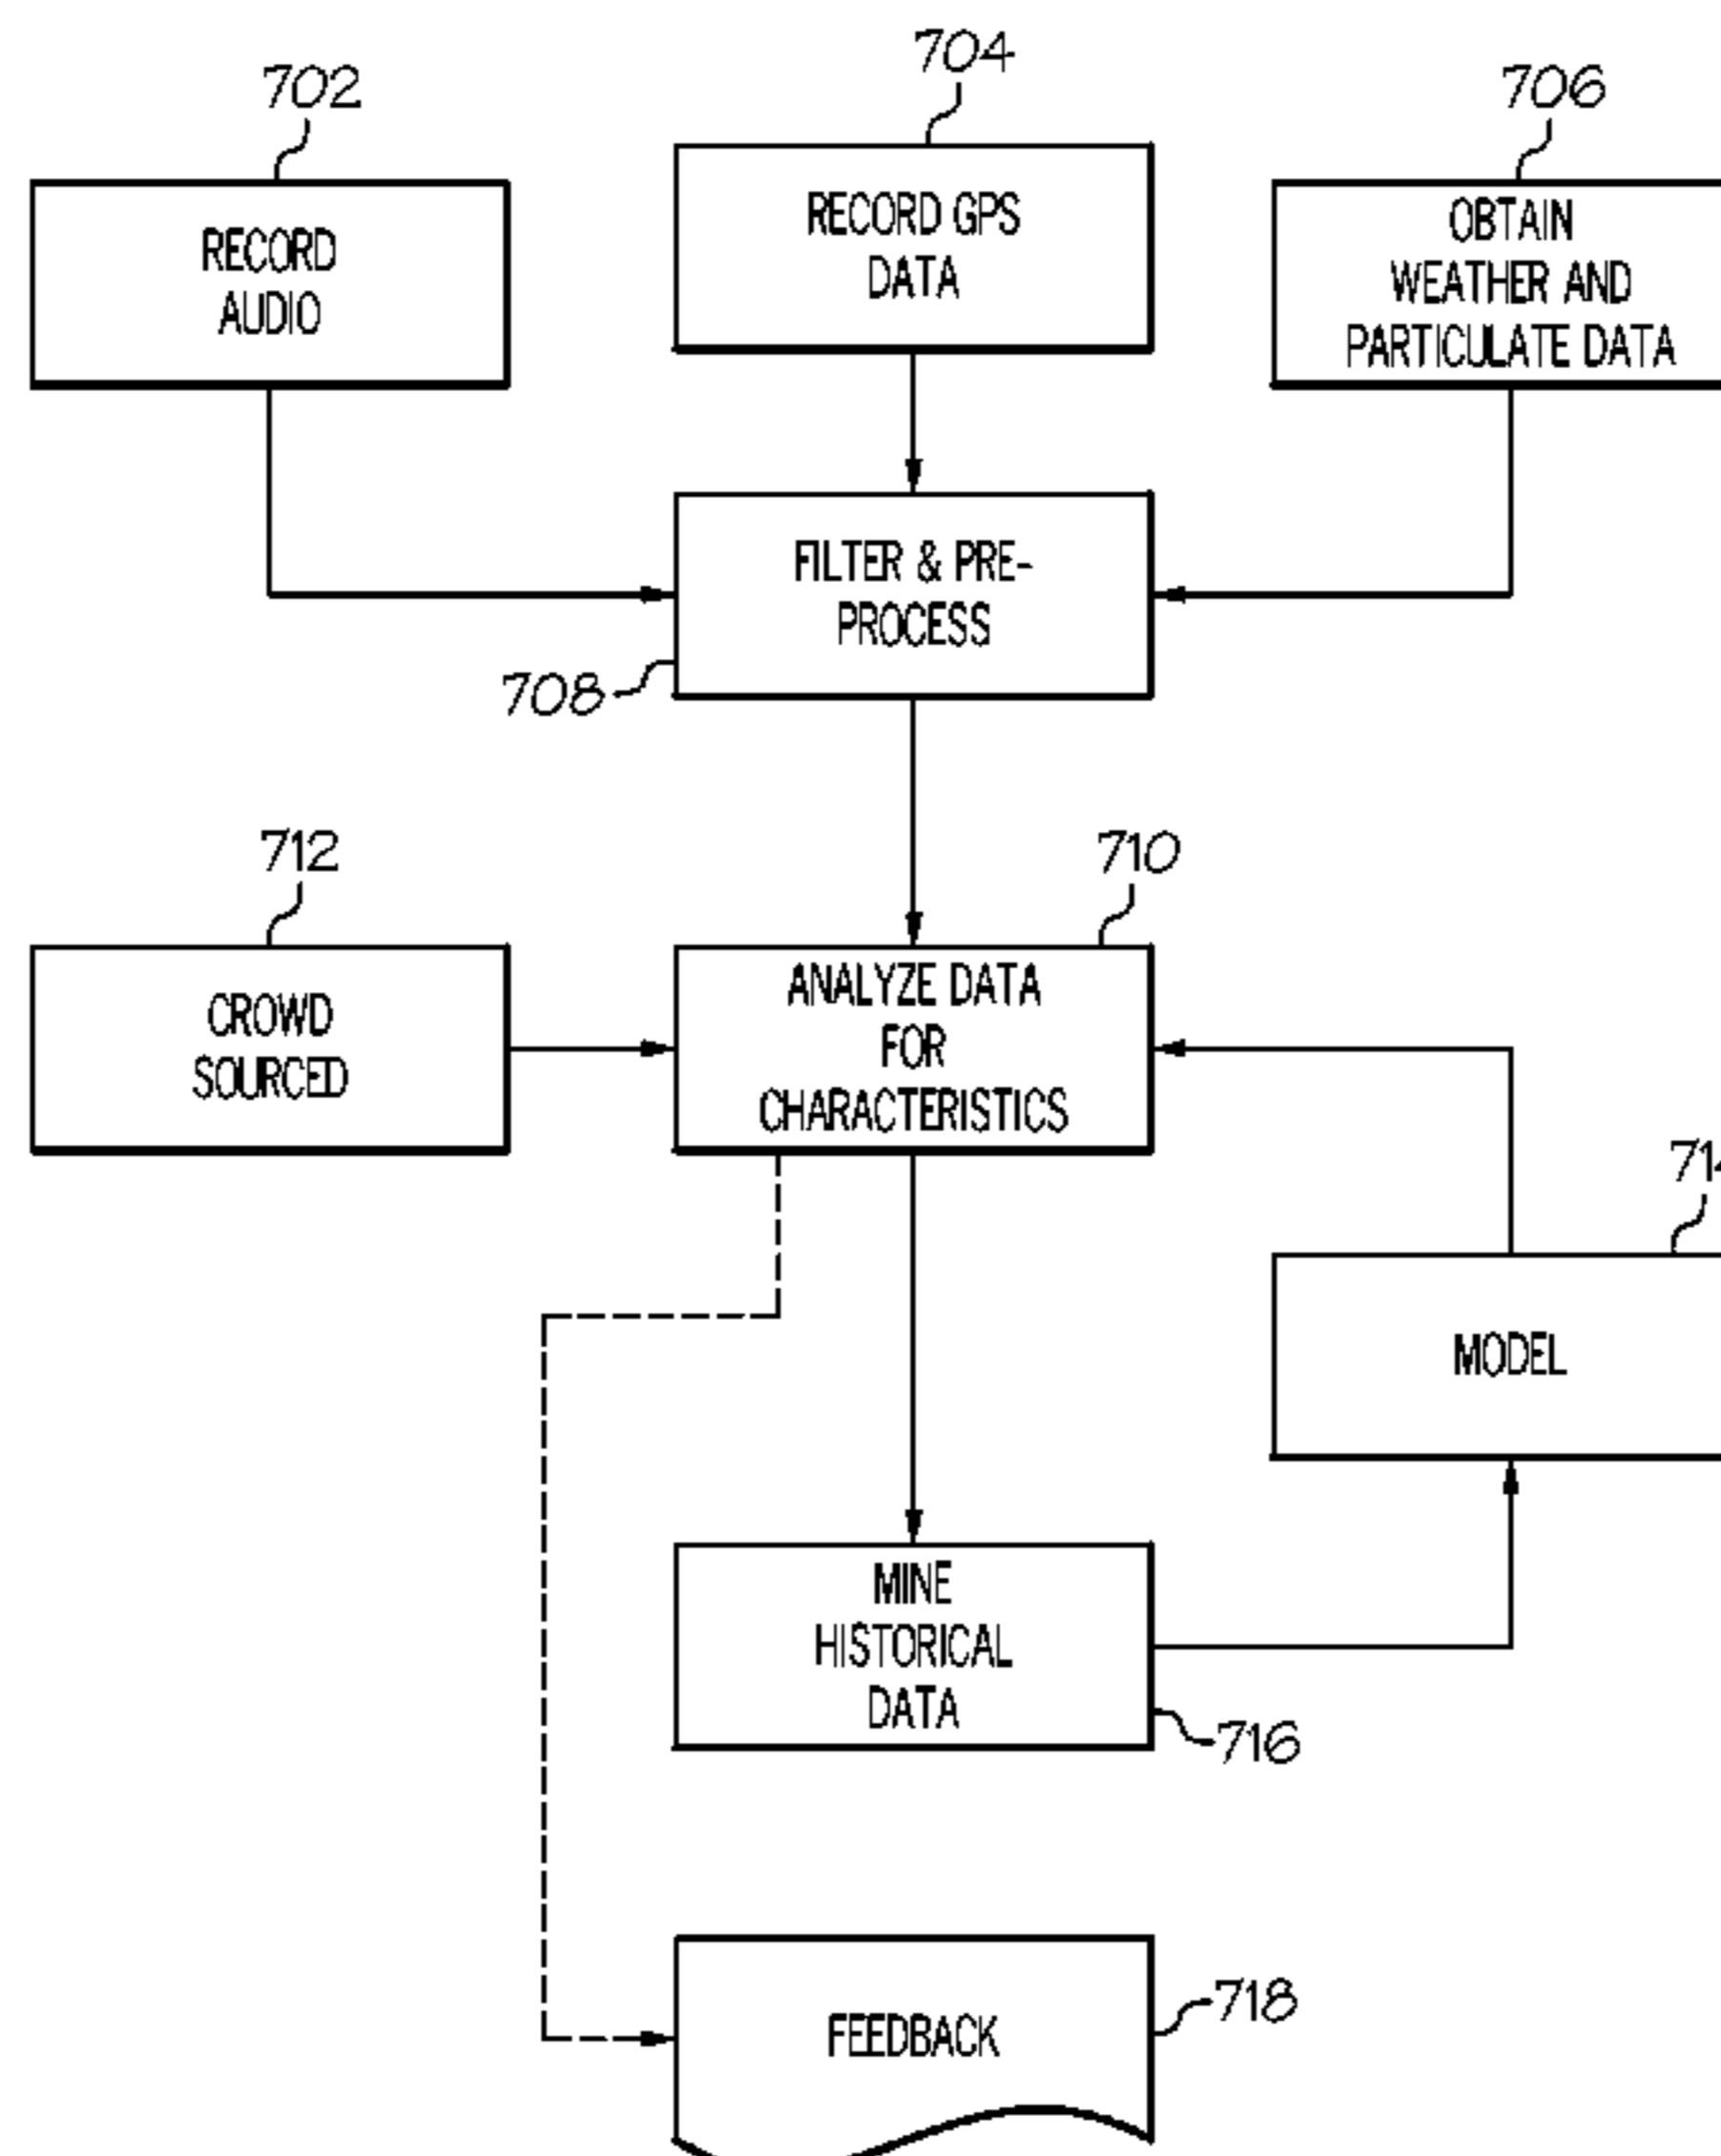 702
704
706
RECORD
AUDIO
RECORD GPS
DATA
OBTAIN
WEATHER AND
PARTICULATE DATA
FILTER & PRE-
PROCESS
708
712
710
CROWD
SOURCED
ANALYZE DATA
FOR
CHARACTERISTICS
MODEL
MINE
HISTORICAL
DATA
716
FEEDBACK
718